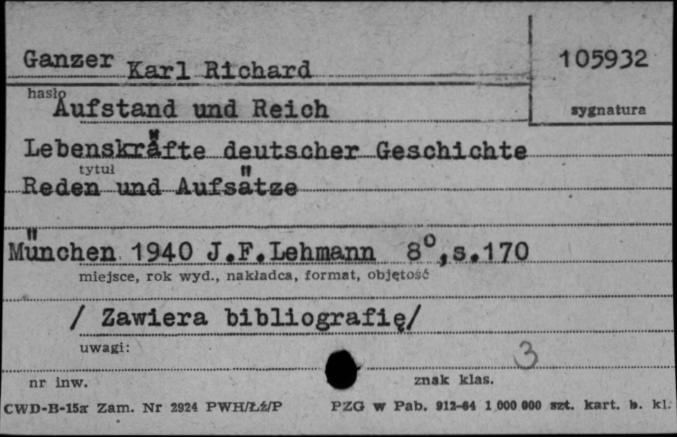 Ganzer Karl Richard
105932
hasło
sygnatura
Aufstand und Reich
Lebenskräfte deutscher Geschichte
tytuł
Reden und Aufsätze
München 1940 J.F.Lehmann 8°,s.170
miejsce, rok wyd., nakładca, format, objętość
/ Zawiera bibliografię/
uwagi:
3
nr inw.
znak klas.
CWD-B-15a Zam. Nr 2924 PWH/Łź/P
PZG w Pab. 912-64 1 000 000 szt. kart. b. kl.